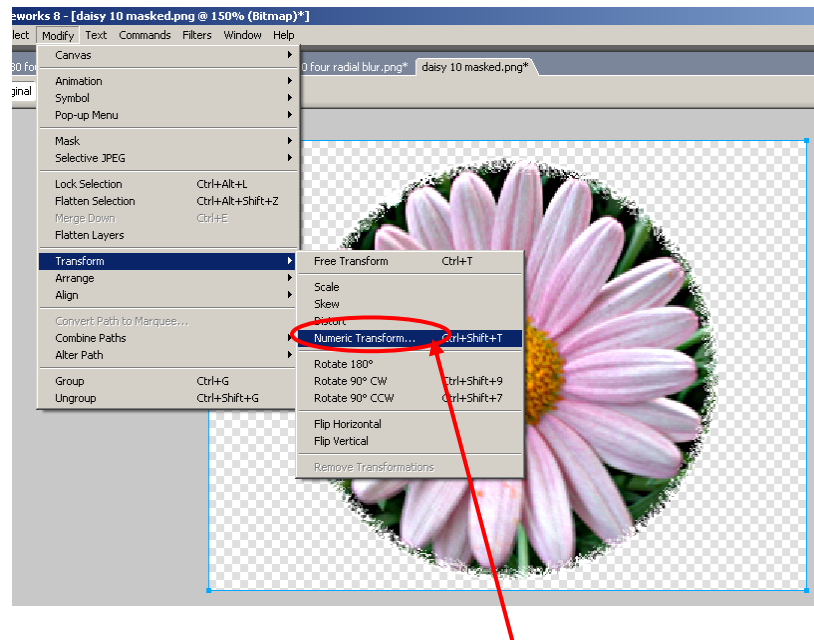 eworks 8 - [daisy 10 masked.png @ 150% (Bitmap)*]
lect Modify Text Commands Filters Window Help
80 fou
0 four radial blur.png* daisy 10 masked.png*
ginal
Canvas
Animation
Symbol
Pop-up Menu
Mask
Selective JPEG
Lock Selection Ctrl+Alt+L
Flatten Selection Ctrl+Alt+Shift+Z
Merge Down Ctrl+E
Flatten Layers
Transform
Arrange
Align
Convert Path to Marquee...
Combine Paths
Alter Path
Group Ctrl+G
Ungroup Ctrl+Shift+G
Free Transform Ctrl+T
Scale
Skew
Distort
Numeric Transform... Ctrl+Shift+T
Rotate 180°
Rotate 90° CW Ctrl+Shift+9
Rotate 90° CCW Ctrl+Shift+7
Flip Horizontal
Flip Vertical
Remove Transformations